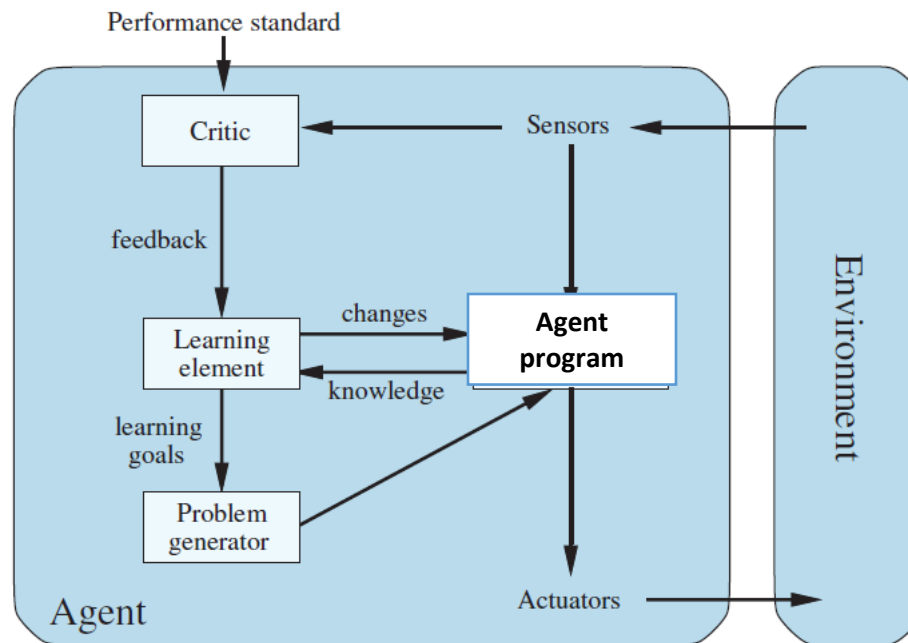 Performance standard
Critic
Sensors
feedback
changes
Agent
program
Learning
element
knowledge
learning
goals
Problem
generator
Agent
Actuators
Environment